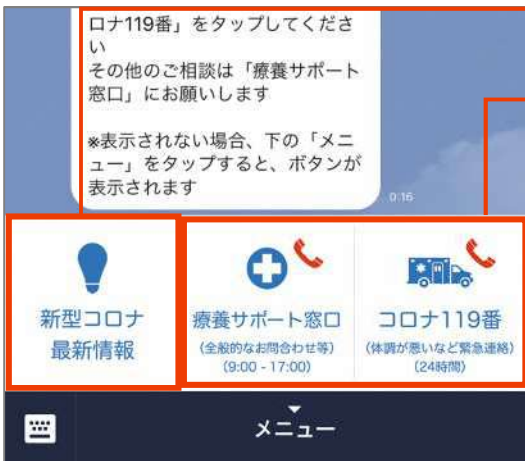 ロナ119番」をタップしてくださ
い
その他のご相談は「療養サポート
窓口」にお願いします
※表示されない場合、下の「メニ
ュー」をタップすると、ボタンが
表示されます
0:16
新型コロナ
最新情報
療養サポート窓口
(全般的なお問合わせ等)
(9:00 - 17:00)
コロナ119番
(体調が悪いなど緊急連絡)
(24時間)
メニュー